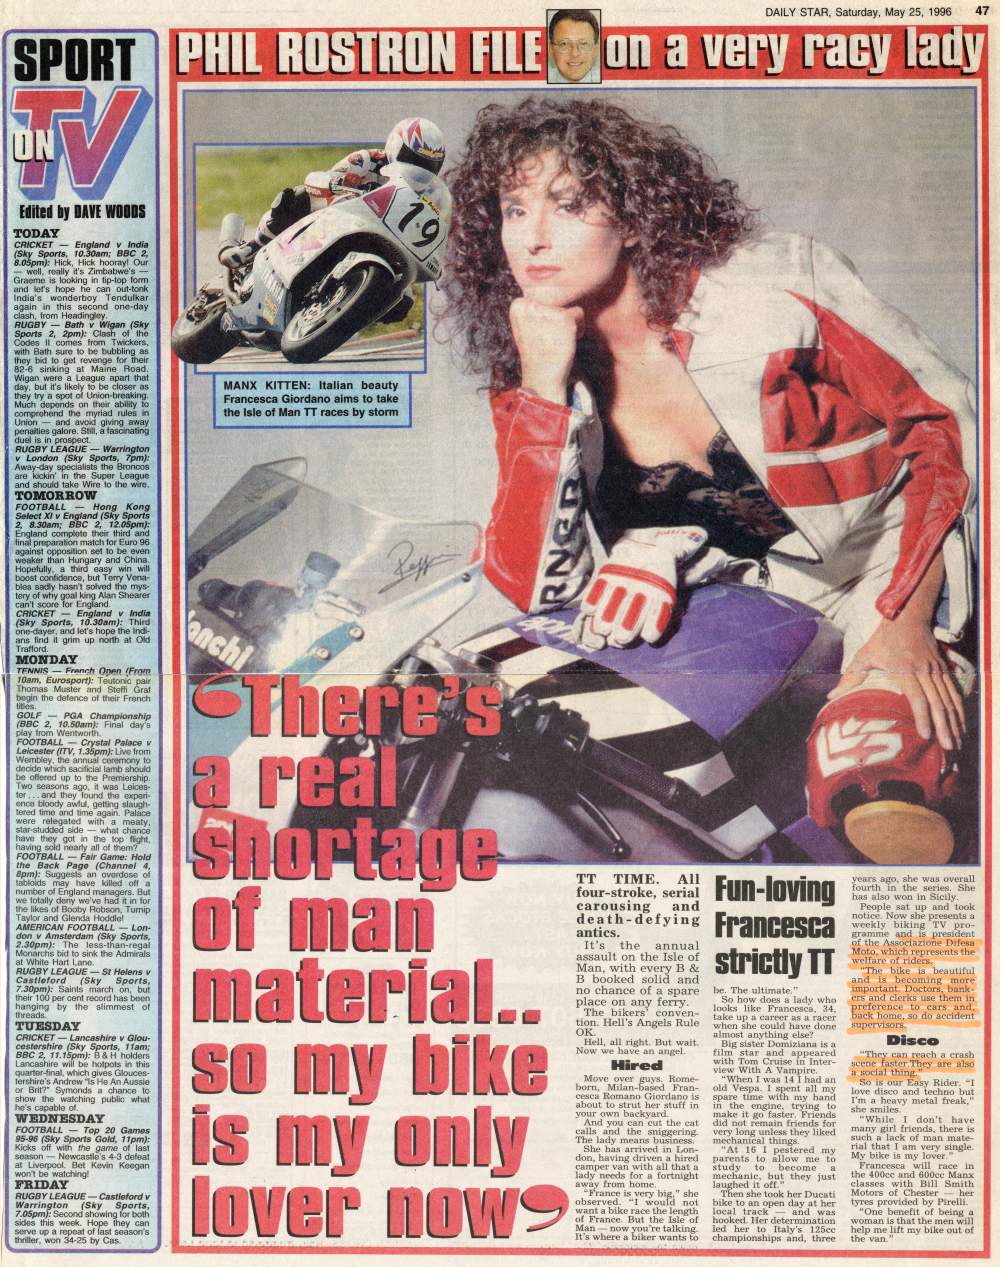 DAILY STAR, Saturday, May 25, 1996 47
PHIL ROSTRON FILE on a very racy lady
SPORT
ON
TV
Edited by DAVE WOODS
TODAY
CRICKET — England v India
(Sky Sports, 10.30am; BBC 2,
8.05pm): Hick, Hick hooray! Our
— well, really it's Zimbabwe's —
Graeme is looking in tip-top form
and let's hope he can out-tonk
India's wonderboy Tendulkar
again in this second one-day
clash, from Headingley.
RUGBY — Bath v Wigan (Sky
Sports 2, 2pm): Clash of the
Codes II comes from Twickers,
with Bath sure to be bubbling as
they bid to get revenge for their
82-6 sinking at Maine Road.
Wigan were a League apart that
day, but it's likely to be closer as
they try a spot of Union-breaking.
Much depends on their ability to
comprehend the myriad rules in
Union — and avoid giving away
penalties galore. Still, a fascinating
duel is in prospect.
RUGBY LEAGUE — Warrington
v London (Sky Sports, 7pm):
Away-day specialists the Broncos
are kickin' in the Super League
and should take Wire to the wire.
TOMORROW
FOOTBALL — Hong Kong
Select XI v England (Sky Sports
2, 8.30am; BBC 2, 12.05pm):
England complete their third and
final preparation match for Euro 96
against opposition set to be even
weaker than Hungary and China.
Hopefully, a third easy win will
boost confidence, but Terry Vena-
bles sadly hasn't solved the mys-
tery of why goal king Alan Shearer
can't score for England.
CRICKET — England v India
(Sky Sports, 10.30am): Third
one-dayer, and let's hope the Indi-
ans find it grim up north at Old
Trafford.
MONDAY
TENNIS — French Open (From
10am, Eurosport): Teutonic pair
Thomas Muster and Steffi Graf
begin the defence of their French
titles.
GOLF — PGA Championship
(BBC 2, 10.50am): Final day's
play from Wentworth.
FOOTBALL — Crystal Palace v
Leicester (ITV, 1.35pm): Live from
Wembley, the annual ceremony to
decide which sacificial lamb should
be offered up to the Premiership.
Two seasons ago, it was Leices-
ter . . . and they found the experi-
ence bloody awful, getting slaugh-
tered time and time again. Palace
were relegated with a meaty,
star-studded side — what chance
have they got in the top flight,
having sold nearly all of them?
FOOTBALL — Fair Game: Hold
the Back Page (Channel 4,
8pm): Suggests an overdose of
tabloids may have killed off a
number of England managers. But
we totally deny we've had it in for
the likes of Booby Robson, Turnip
Taylor and Glenda Hoddle!
AMERICAN FOOTBALL — Lon-
don v Amsterdam (Sky Sports,
2.30pm): The less-than-regal
Monarchs bid to sink the Admirals
at White Hart Lane.
RUGBY LEAGUE — St Helens v
Castleford (Sky Sports,
7.30pm): Saints march on, but
their 100 per cent record has been
hanging by the slimmest of
threads.
TUESDAY
CRICKET — Lancashire v Glou-
cestershire (Sky Sports, 11am;
BBC 2, 11.15pm): B & H holders
Lancashire will be hotpots in this
quarter-final, which gives Glouces-
tershire's Andrew "Is He An Aussie
or Brit?" Symonds a chance to
show the watching public what
he's capable of.
WEDNESDAY
FOOTBALL — Top 20 Games
95-96 (Sky Sports Gold, 11pm):
Kicks off with the game of last
season — Newcastle's 4-3 defeat
at Liverpool. Bet Kevin Keegan
won't be watching!
FRIDAY
RUGBY LEAGUE — Castleford v
Warrington (Sky Sports,
7.05pm): Second showing for both
sides this week. Hope they can
serve up a repeat of last season's
thriller, won 34-25 by Cas.
19
MANX KITTEN: Italian beauty
Francesca Giordano aims to take
the Isle of Man TT races by storm
anchi
‘There's
a real
shortage
of man
material..
so my bike
is my only
lover now’
TT TIME. All
four-stroke, serial
carousing and
death-defying
antics.
It's the annual
assault on the Isle of
Man, with every B &
B booked solid and
no chance of a spare
place on any ferry.
The bikers' conven-
tion. Hell's Angels Rule
OK.
Hell, all right. But wait.
Now we have an angel.
Hired
Move over guys. Rome-
born, Milan-based Fran-
cesca Romano Giordano is
about to strut her stuff in
your own backyard.
And you can cut the cat
calls and the sniggering.
The lady means business.
She has arrived in Lon-
don, having driven a hired
camper van with all that a
lady needs for a fortnight
away from home.
"France is very big," she
observed. "I would not
want a bike race the length
of France. But the Isle of
Man — now you're talking.
It's where a biker wants to
Fun-loving
Francesca
strictly TT
be. The ultimate."
So how does a lady who
looks like Francesca, 34,
take up a career as a racer
when she could have done
almost anything else?
Big sister Domiziana is a
film star and appeared
with Tom Cruise in Inter-
view With A Vampire.
"When I was 14 I had an
old Vespa. I spent all my
spare time with my hand
in the engine, trying to
make it go faster. Friends
did not remain friends for
very long unless they liked
mechanical things.
"At 16 I pestered my
parents to allow me to
study to become a
mechanic, but they just
laughed it off."
Then she took her Ducati
bike to an open day at her
local track — and was
hooked. Her determination
led her to Italy's 125cc
championships and, three
years ago, she was overall
fourth in the series. She
has also won in Sicily.
People sat up and took
notice. Now she presents a
weekly biking TV pro-
gramme and is president
of the Associazione Difesa
Moto, which represents the
welfare of riders.
"The bike is beautiful
and is becoming more
important. Doctors, bank-
ers and clerks use them in
preference to cars and,
back home, so do accident
supervisors.
Disco
"They can reach a crash
scene faster.They are also
a social thing."
So is our Easy Rider. "I
love disco and techno but
I'm a heavy metal freak,"
she smiles.
"While I don't have
many girl friends, there is
such a lack of man mate-
rial that I am very single.
My bike is my lover."
Francesca will race in
the 400cc and 600cc Manx
classes with Bill Smith
Motors of Chester — her
tyres provided by Pirelli.
"One benefit of being a
woman is that the men will
help me lift my bike out of
the van."